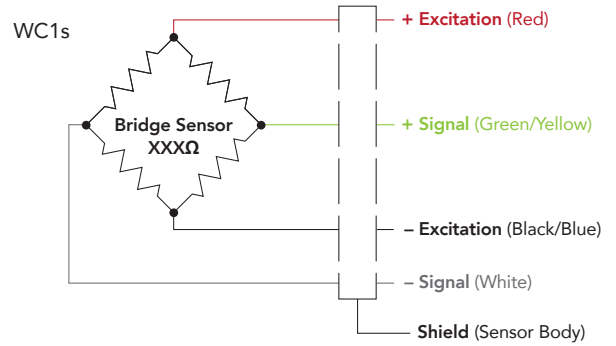 WC1s
+ Excitation (Red)
Bridge Sensor
XXXΩ
+ Signal (Green/Yellow)
– Excitation (Black/Blue)
– Signal (White)
Shield (Sensor Body)